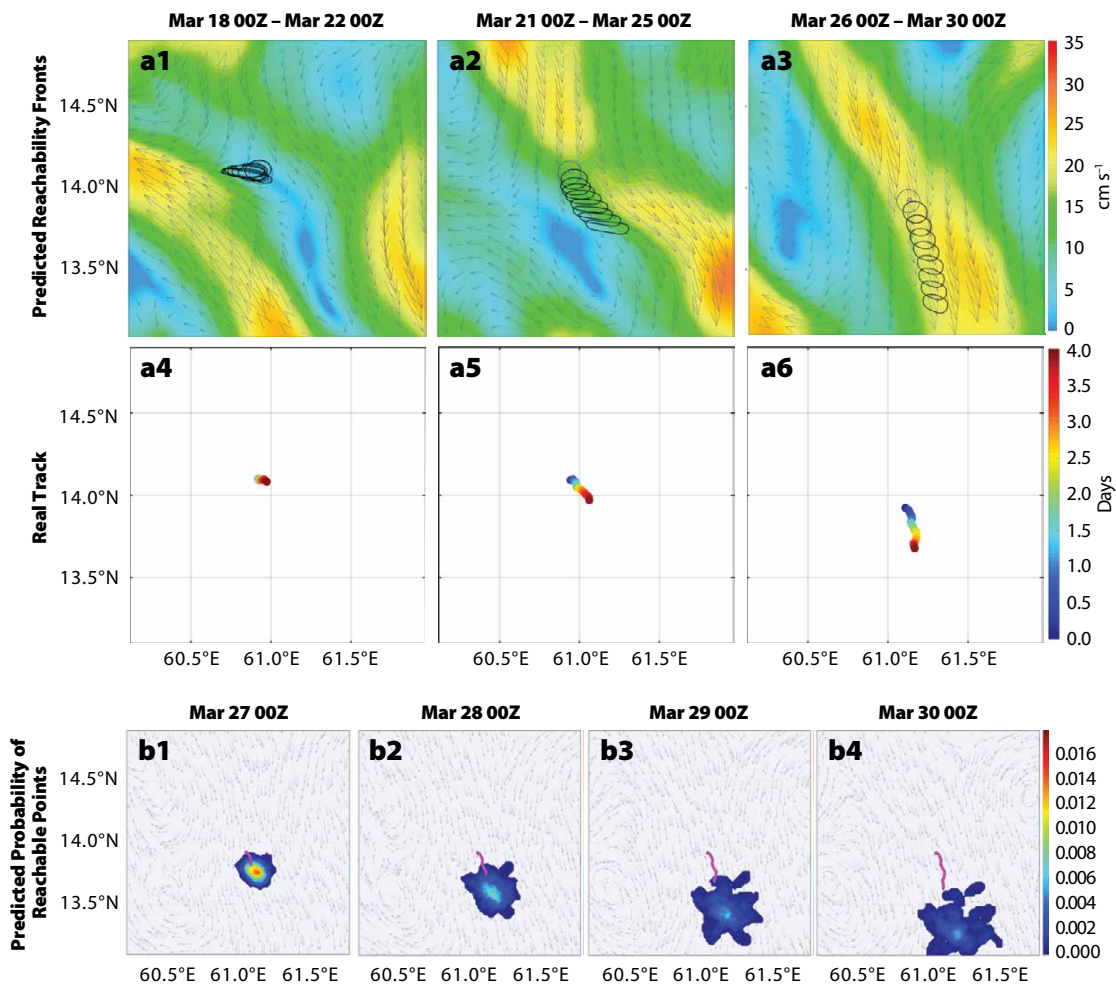 Mar 18 00Z – Mar 22 00Z
Mar 21 00Z – Mar 25 00Z
Mar 26 00Z – Mar 30 00Z
Predicted Reachability Fronts
a1
a2
a3
14.5°N
14.0°N
13.5°N
35
30
25
20
15
10
5
0
cm s⁻¹
Real Track
a4
a5
a6
14.5°N
14.0°N
13.5°N
4.0
3.5
3.0
2.5
2.0
1.5
1.0
0.5
0.0
Days
60.5°E 61.0°E 61.5°E
60.5°E 61.0°E 61.5°E
60.5°E 61.0°E 61.5°E
Mar 27 00Z
Mar 28 00Z
Mar 29 00Z
Mar 30 00Z
Predicted Probability of
Reachable Points
b1
b2
b3
b4
14.5°N
14.0°N
13.5°N
0.016
0.014
0.012
0.010
0.008
0.006
0.004
0.002
0.000
60.5°E 61.0°E 61.5°E
60.5°E 61.0°E 61.5°E
60.5°E 61.0°E 61.5°E
60.5°E 61.0°E 61.5°E